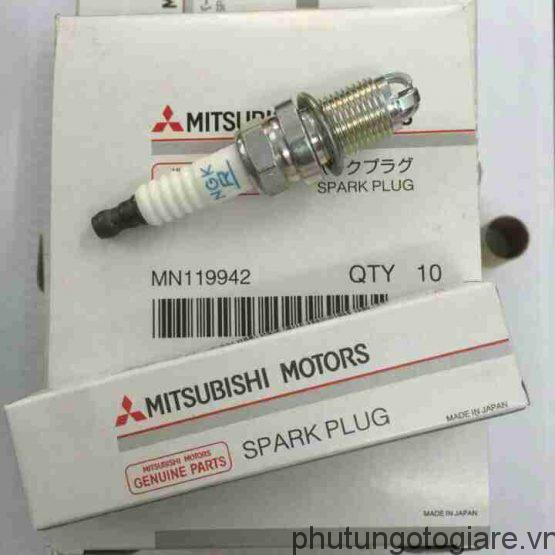 MITSUBI
S
クプラグ
SPARK PLUG
NGK
R
MN119942 QTY 10
MITSUBISHI MOTORS
MITSUBISHI MOTORS
GENUINE PARTS
SPARK PLUG
MADE IN JAPAN
MADE IN JAPAN
phutungotogiare.vn